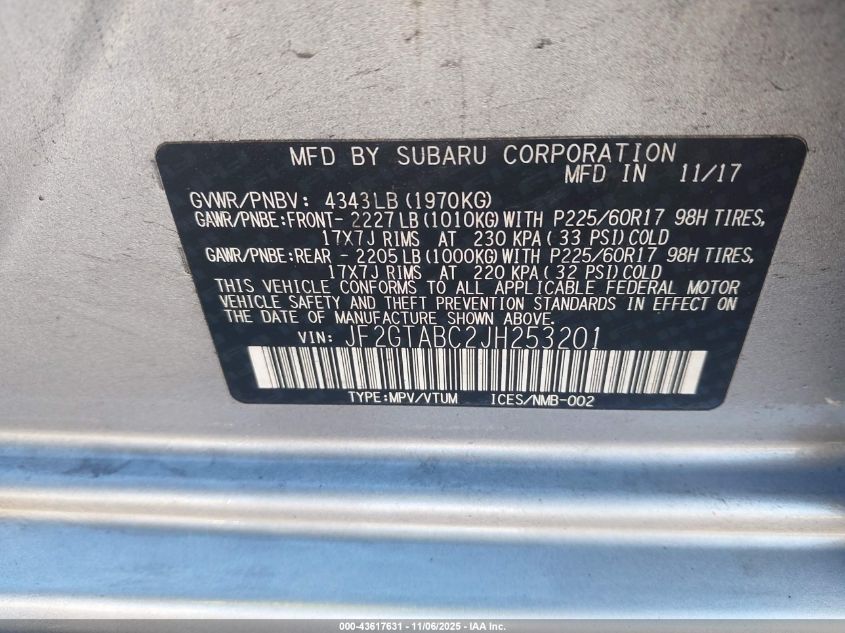 MFD BY SUBARU CORPORATION
MFD IN 11/17
GVWR/PNBV: 4343LB (1970KG)
GAWR/PNBE:FRONT- 2227LB (1010KG) WITH P225/60R17 98H TIRES,
17X7J RIMS AT 230 KPA ( 33 PSI) COLD
GAWR/PNBE:REAR - 2205LB (1000KG) WITH P225/60R17 98H TIRES,
17X7J RIMS AT 220 KPA ( 32 PSI) COLD
THIS VEHICLE CONFORMS TO ALL APPLICABLE FEDERAL MOTOR
VEHICLE SAFETY AND THEFT PREVENTION STANDARDS IN EFFECT ON
THE DATE OF MANUFACTURE SHOWN ABOVE.
VIN: JF2GTABC2JH253201
TYPE:MPV/VTUM ICES/NMB-002
000-43617631 - 11/06/2025 - IAA Inc.